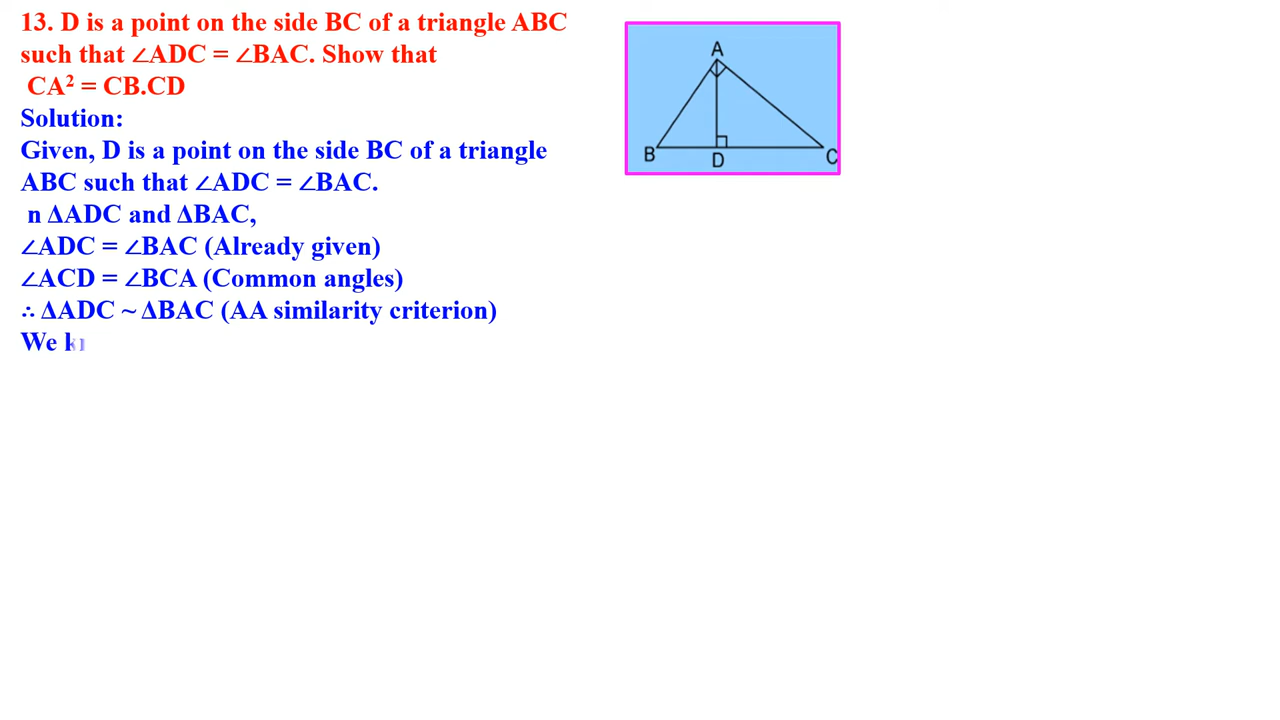 13. D is a point on the side BC of a triangle ABC
such that ∠ADC = ∠BAC. Show that
CA² = CB.CD
Solution:
Given, D is a point on the side BC of a triangle
ABC such that ∠ADC = ∠BAC.
n ΔADC and ΔBAC,
∠ADC = ∠BAC (Already given)
∠ACD = ∠BCA (Common angles)
∴ ΔADC ~ ΔBAC (AA similarity criterion)
We
A
B
D
C